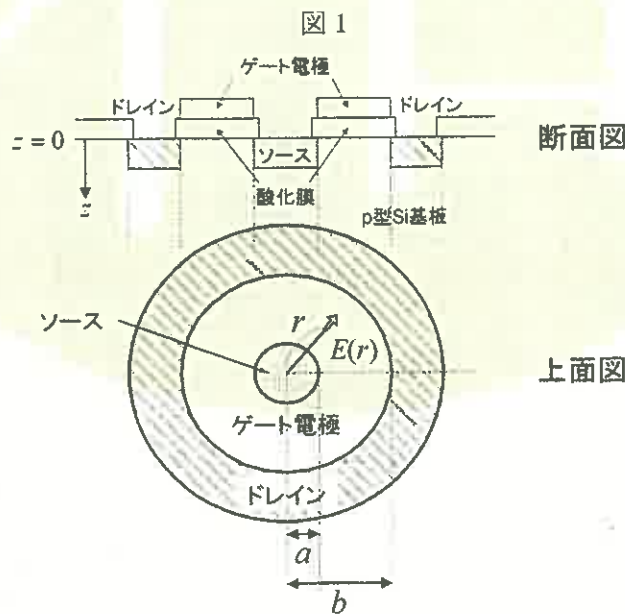 図 1
ゲート電極
ドレイン
ドレイン
z = 0
ソース
断面図
z
酸化膜
p型Si基板
ソース
r
E(r)
上面図
ゲート電極
ドレイン
a
b